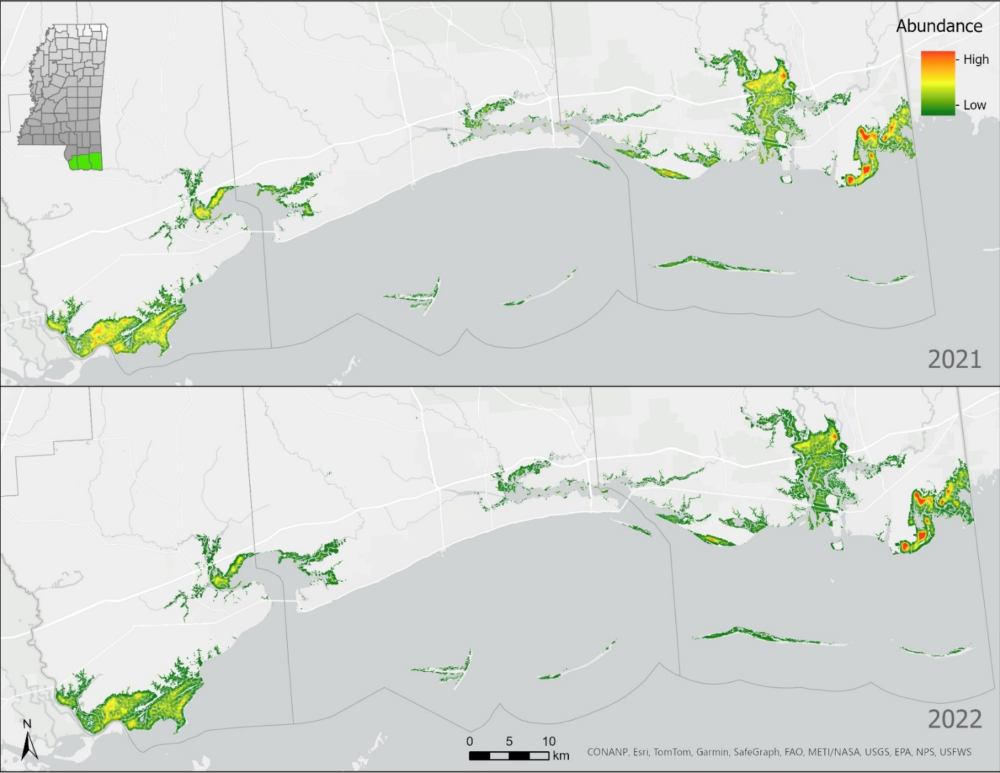 Abundance
High
Low
2021
2022
N
0 5 10
km
CONANP, Esri, TomTom, Garmin, SafeGraph, FAO, METI/NASA, USGS, EPA, NPS, USFWS